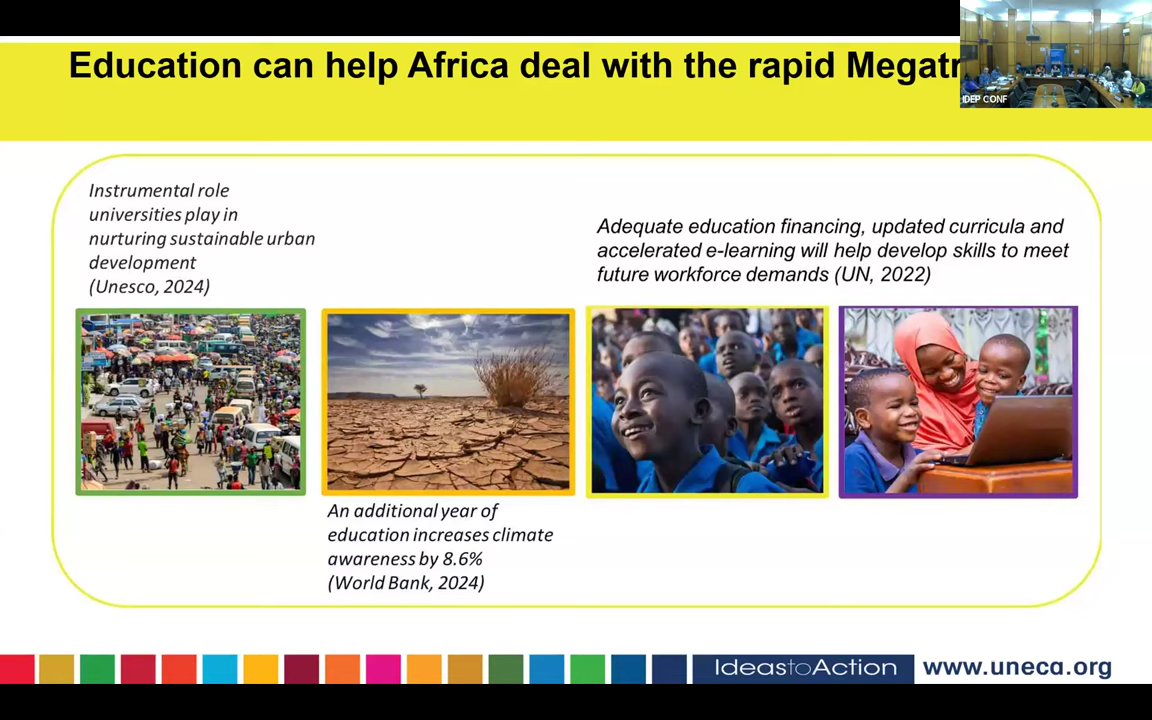 Education can help Africa deal with the rapid
IDEP CONF
Instrumental role
universities play in
nurturing sustainable urban
development
(Unesco, 2024)
Adequate education financing, updated curricula and
accelerated e-learning will help develop skills to meet
future workforce demands (UN, 2022)
An additional year of
education increases climate
awareness by 8.6%
(World Bank, 2024)
IdeastoAction
www.uneca.org